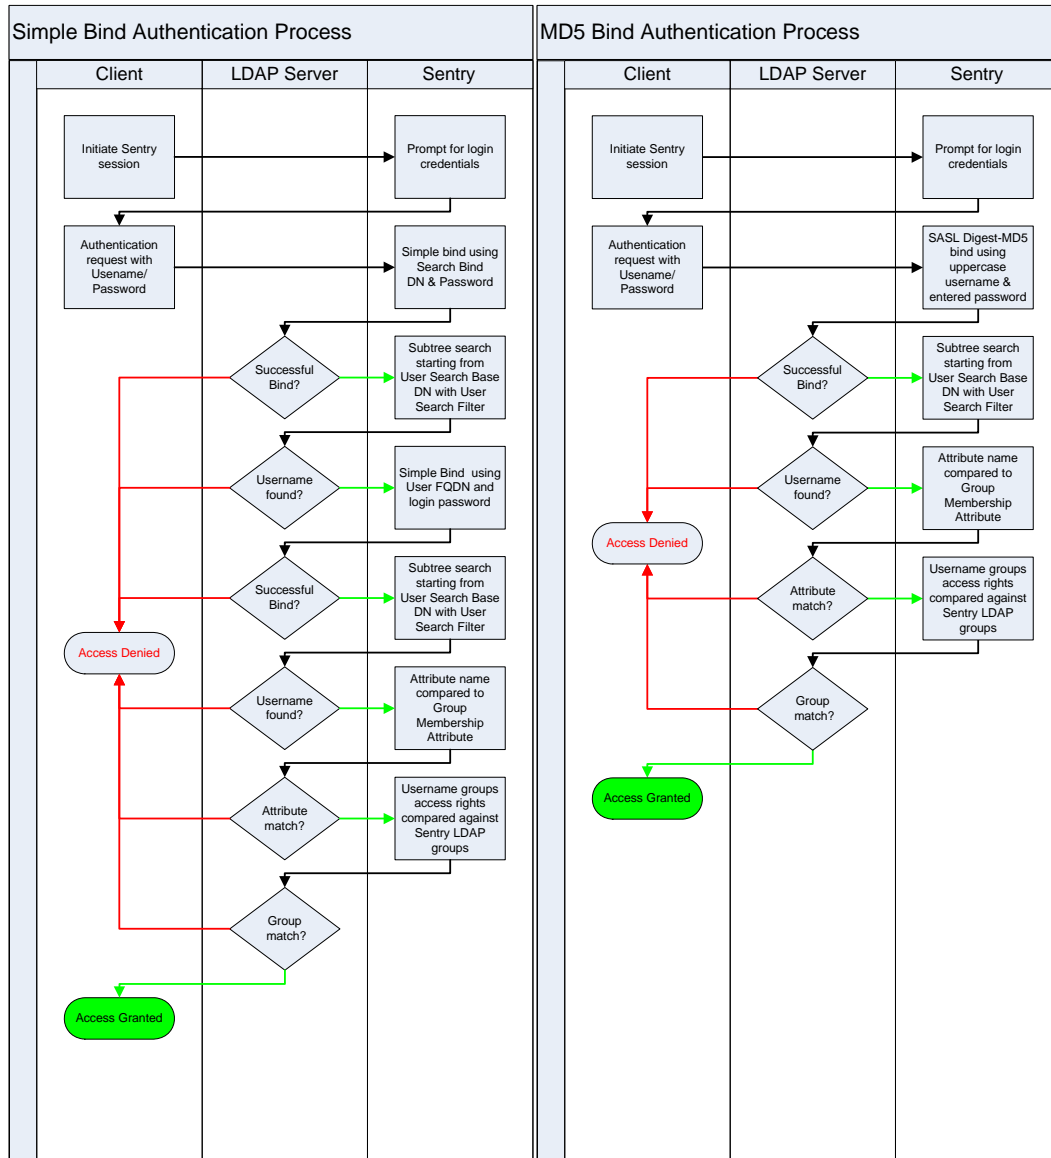 Simple Bind Authentication Process
Client
LDAP Server
Sentry
Initiate Sentry
session
Prompt for login
credentials
Authentication
request with
Usename/
Password
Simple bind using
Search Bind
DN & Password
Successful
Bind?
Subtree search
starting from
User Search Base
DN with User
Search Filter
Username
found?
Simple Bind  using
User FQDN and
login password
Successful
Bind?
Subtree search
starting from
User Search Base
DN with User
Search Filter
Access Denied
Username
found?
Attribute name
compared to
Group
Membership
Attribute
Attribute
match?
Username groups
access rights
compared against
Sentry LDAP
groups
Group
match?
Access Granted
MD5 Bind Authentication Process
Client
LDAP Server
Sentry
Initiate Sentry
session
Prompt for login
credentials
Authentication
request with
Username/
Password
SASL Digest-MD5
bind using
uppercase
username &
entered password
Successful
Bind?
Subtree search
starting from
User Search Base
DN with User
Search Filter
Username
found?
Attribute name
compared to
Group
Membership
Attribute
Access Denied
Attribute
match?
Username groups
access rights
compared against
Sentry LDAP
groups
Group
match?
Access Granted